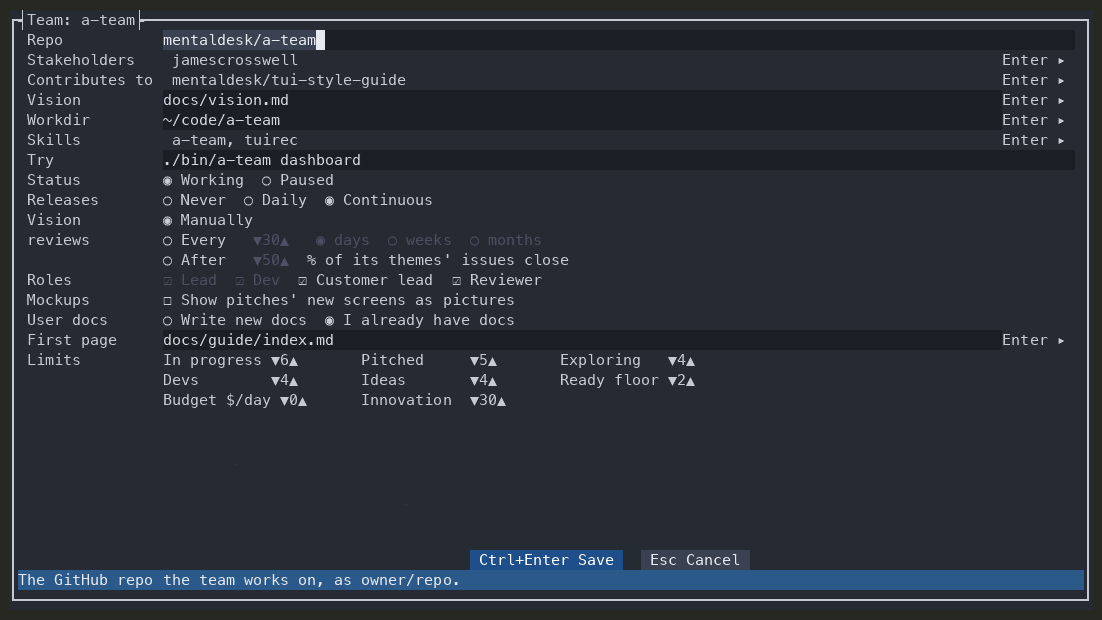 Team: a-team
Repo mentaldesk/a-team
Stakeholders jamescrosswell Enter ▸
Contributes to mentaldesk/tui-style-guide Enter ▸
Vision docs/vision.md Enter ▸
Workdir ~/code/a-team Enter ▸
Skills a-team, tuirec Enter ▸
Try ./bin/a-team dashboard
Status ◉ Working ○ Paused
Releases ○ Never ○ Daily ◉ Continuous
Vision ◉ Manually
reviews ○ Every ▼30▲ ◉ days ○ weeks ○ months
○ After ▼50▲ % of its themes' issues close
Roles ☑ Lead ☑ Dev ☑ Customer lead ☑ Reviewer
Mockups ☐ Show pitches' new screens as pictures
User docs ○ Write new docs ◉ I already have docs
First page docs/guide/index.md Enter ▸
Limits In progress ▼6▲ Pitched ▼5▲ Exploring ▼4▲
Devs ▼4▲ Ideas ▼4▲ Ready floor ▼2▲
Budget $/day ▼0▲ Innovation ▼30▲
Ctrl+Enter Save Esc Cancel
The GitHub repo the team works on, as owner/repo.